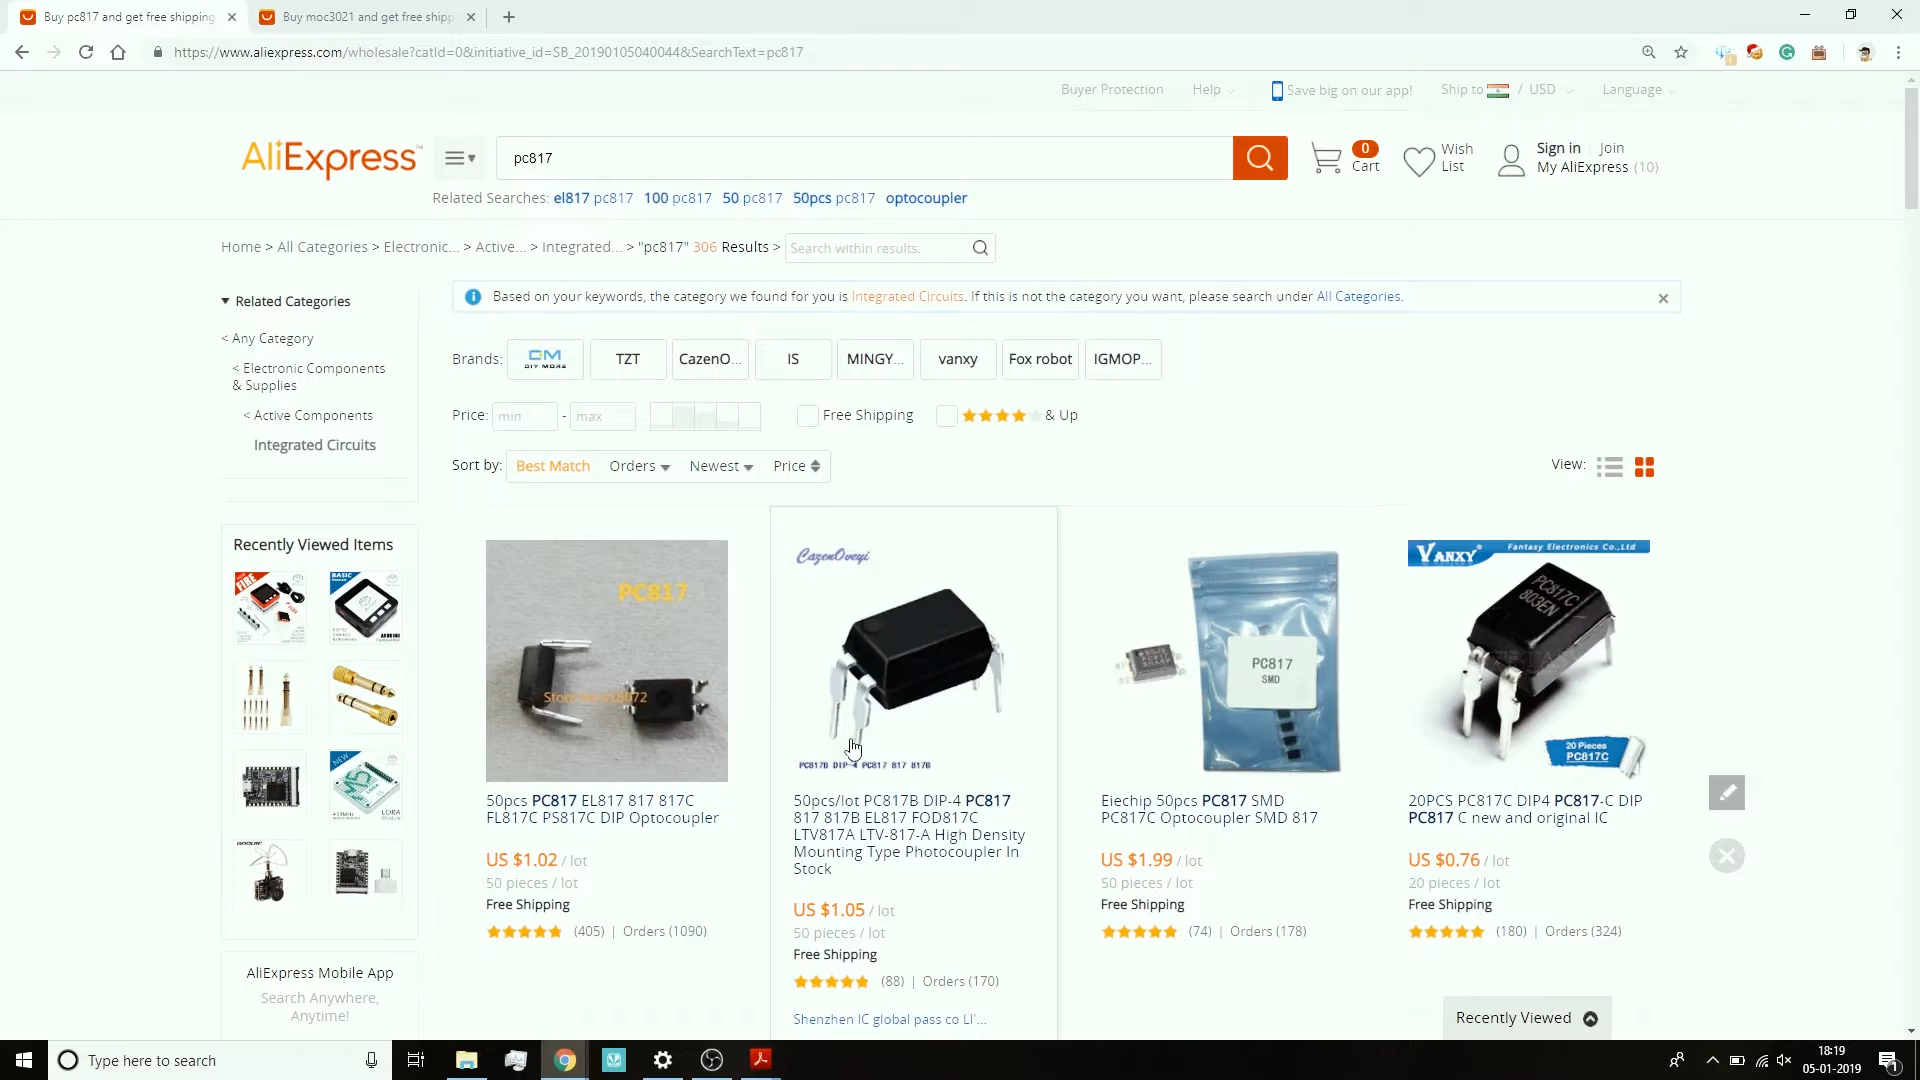 Buy pc817 and get free shipping
Buy moc3021 and get free shipp
https://www.aliexpress.com/wholesale?catId=0&initiative_id=SB_20190105040044&SearchText=pc817
Buyer Protection
Help
Save big on our app!
Ship to / USD
Language
AliExpress
pc817
0
Cart
Wish
List
Sign in
Join
My AliExpress (10)
Related Searches: el817 pc817 100 pc817 50 pc817 50pcs pc817 optocoupler
Home > All Categories > Electronic... > Active... > Integrated... > "pc817" 306 Results >
Search within results.
Related Categories
Based on your keywords, the category we found for you is Integrated Circuits. If this is not the category you want, please search under All Categories.
< Any Category
< Electronic Components
& Supplies
< Active Components
Integrated Circuits
Brands:
DIY MORE
TZT
CazenO...
IS
MINGY...
vanxy
Fox robot
IGMOP...
Price:
min
-
max
Free Shipping
& Up
Sort by:
Best Match
Orders
Newest
Price
View:
Recently Viewed Items
PC817
CazenOveyi
PC817B DIP-4 PC817 817 817B
PC817
SMD
VANXY
Fantasy Electronics Co.,Ltd
PC817C
803EN
20 Pieces
PC817C
50pcs PC817 EL817 817 817C
FL817C PS817C DIP Optocoupler
US $1.02 / lot
50 pieces / lot
Free Shipping
(405) | Orders (1090)
50pcs/lot PC817B DIP-4 PC817
817 817B EL817 FOD817C
LTV817A LTV-817-A High Density
Mounting Type Photocoupler In
Stock
US $1.05 / lot
50 pieces / lot
Free Shipping
(88) | Orders (170)
Shenzhen IC global pass co LI'...
Eiechip 50pcs PC817 SMD
PC817C Optocoupler SMD 817
US $1.99 / lot
50 pieces / lot
Free Shipping
(74) | Orders (178)
20PCS PC817C DIP4 PC817-C DIP
PC817 C new and original IC
US $0.76 / lot
20 pieces / lot
Free Shipping
(180) | Orders (324)
AliExpress Mobile App
Search Anywhere,
Anytime!
Recently Viewed
Type here to search
18:19
05-01-2019
1